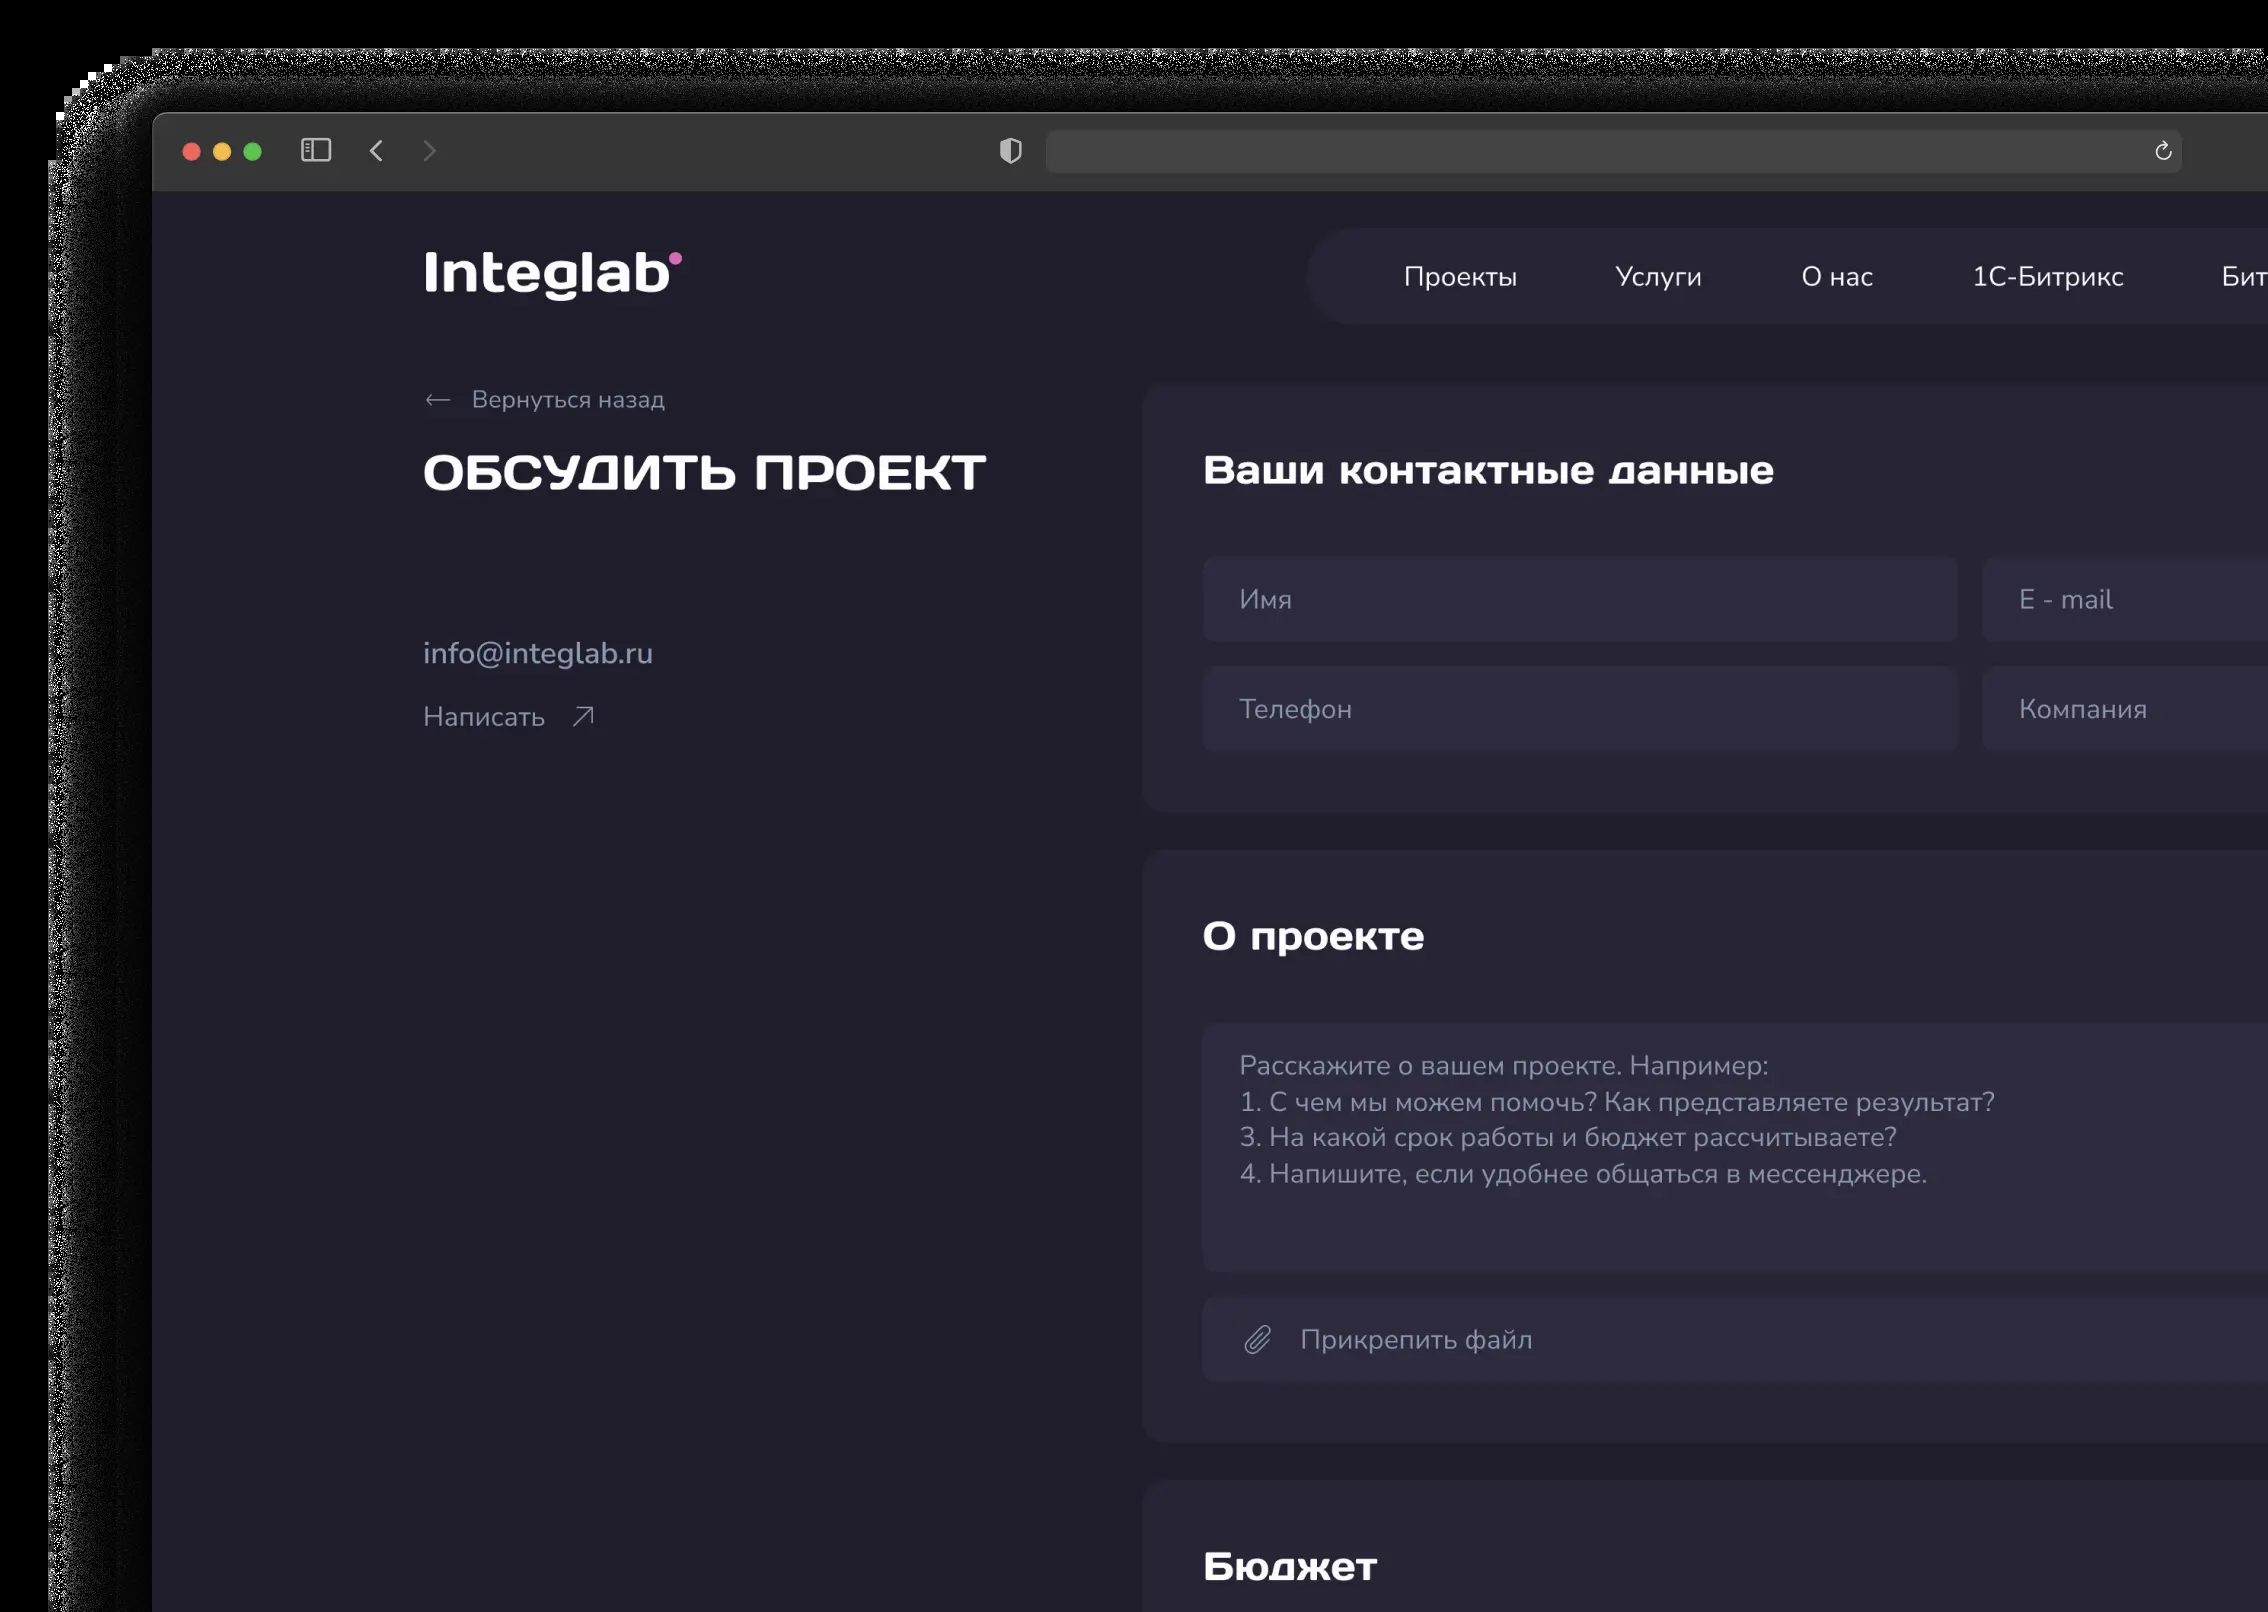 Integlab
Проекты Услуги О нас 1С-Битрикс
← Вернуться назад
ОБСУДИТЬ ПРОЕКТ
info@integlab.ru
Написать
Ваши контактные данные
Имя
E - mail
Телефон
Компания
О проекте
Расскажите о вашем проекте. Например:
1. С чем мы можем помочь? Как представляете результат?
3. На какой срок работы и бюджет рассчитываете?
4. Напишите, если удобнее общаться в мессенджере.
Прикрепить файл
Бюджет